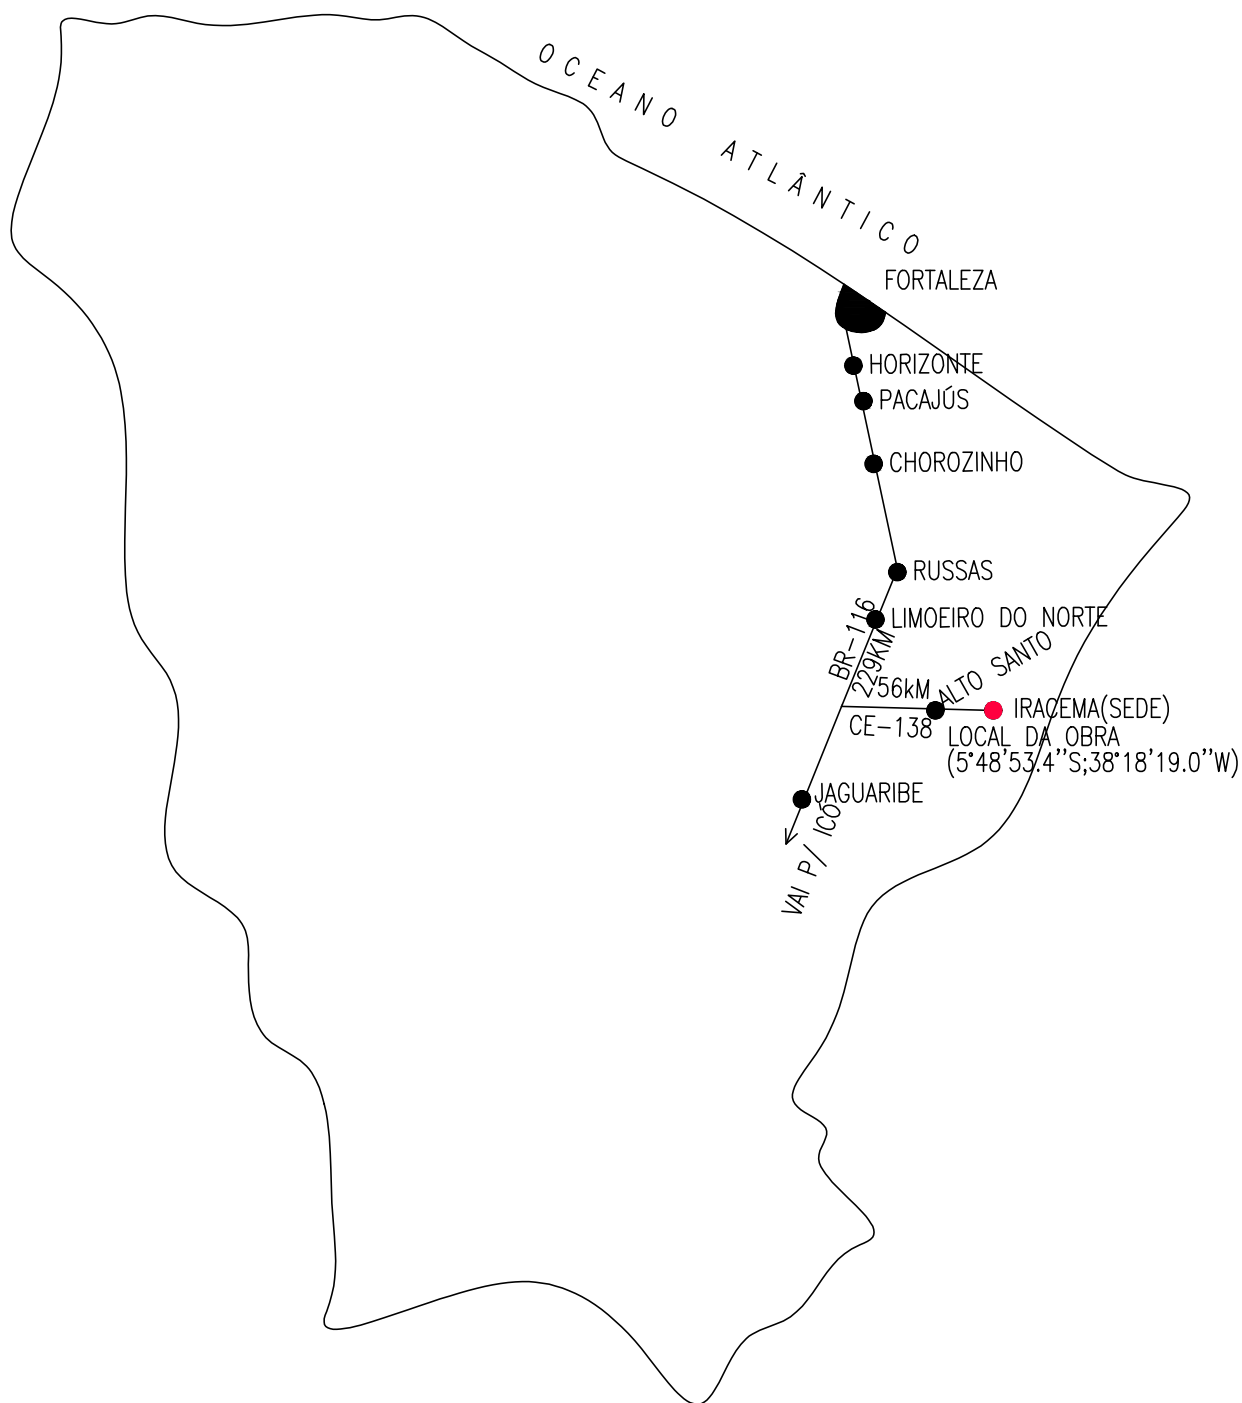 OCEANO ATLÂNTICO
FORTALEZA
HORIZONTE
PACAJÚS
CHOROZINHO
RUSSAS
LIMOEIRO DO NORTE
BR-116
229KM
ALTO SANTO
56kM
CE-138
IRACEMA(SEDE)
LOCAL DA OBRA
(5°48'53.4''S;38°18'19.0''W)
JAGUARIBE
VAI P/ ICÓ